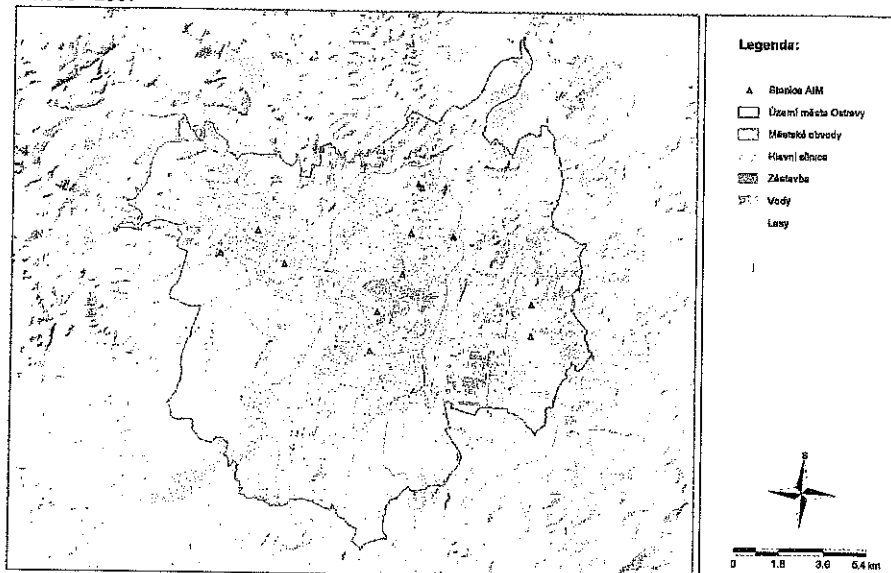 Legenda:
Stanice AIM
Území města Ostravy
Městské obvody
Hlavní silnice
Zástavba
Vody
Lesy
S
0 1.8 3.6 5.4 km